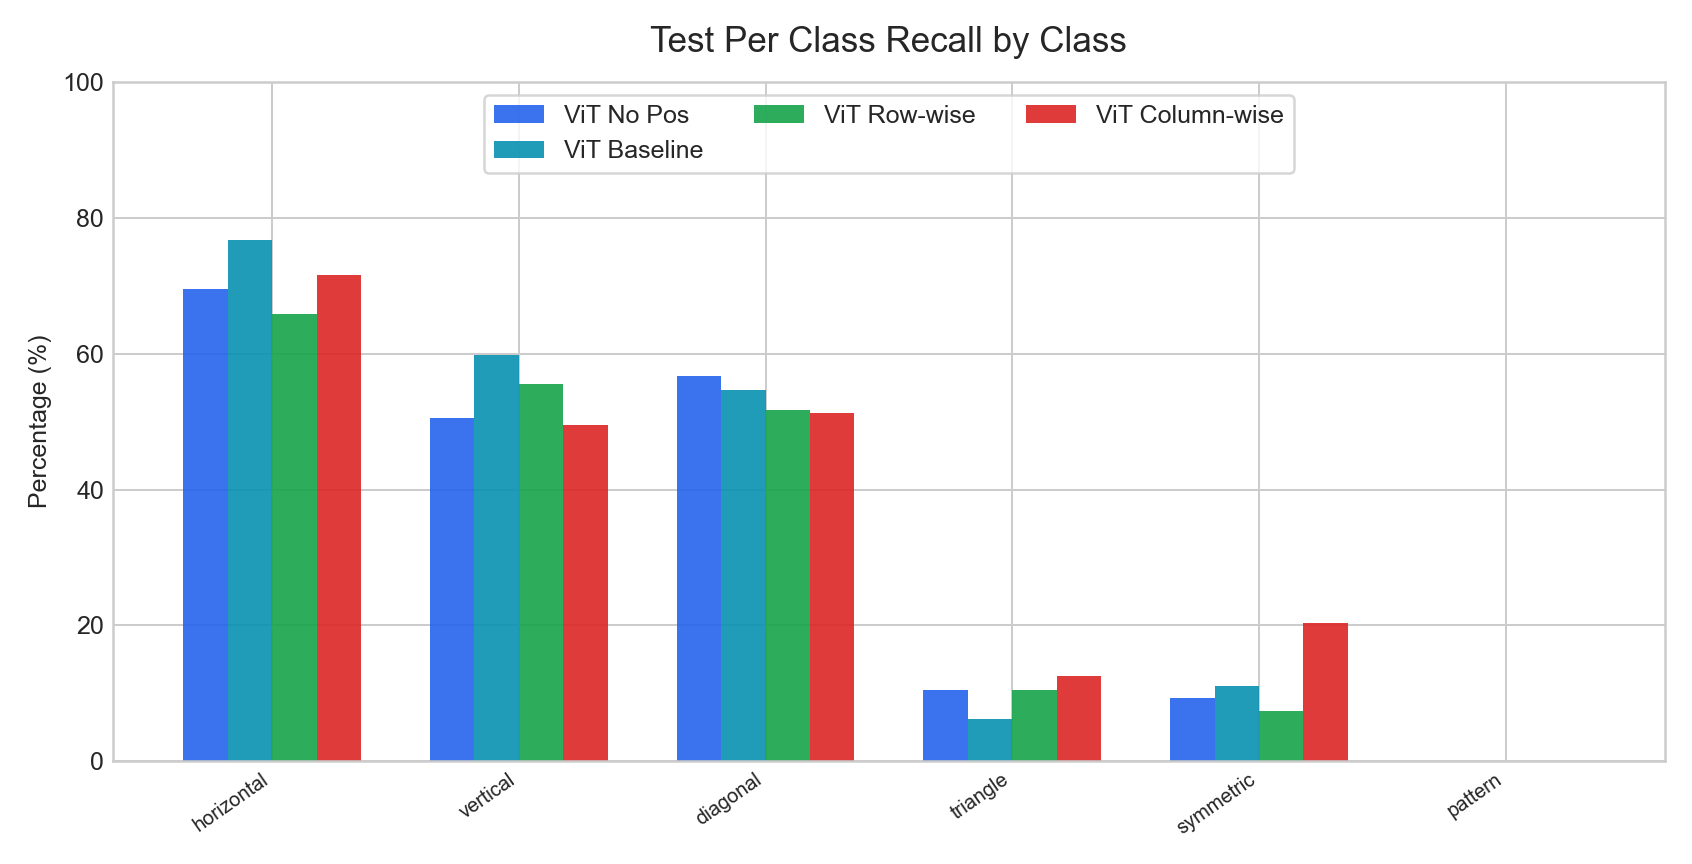 Test Per Class Recall by Class
ViT No Pos
ViT Baseline
ViT Row-wise
ViT Column-wise
Percentage (%)
100
80
60
40
20
0
horizontal
vertical
diagonal
triangle
symmetric
pattern